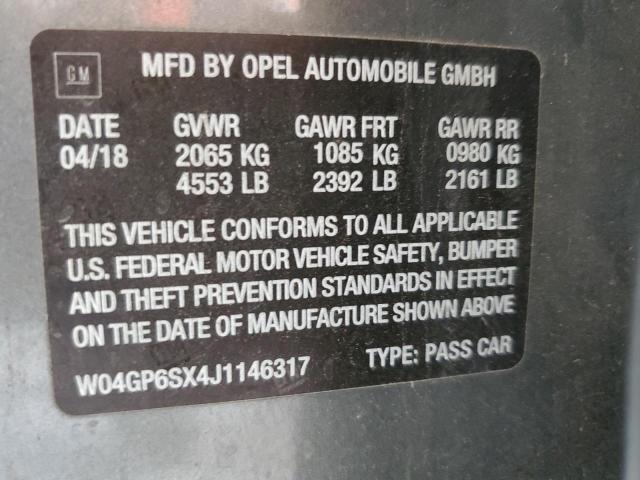 GM
MFD BY OPEL AUTOMOBILE GMBH
DATE GVWR GAWR FRT GAWR RR
04/18 2065 KG 1085 KG 0980 KG
4553 LB 2392 LB 2161 LB
THIS VEHICLE CONFORMS TO ALL APPLICABLE
U.S. FEDERAL MOTOR VEHICLE SAFETY, BUMPER
AND THEFT PREVENTION STANDARDS IN EFFECT
ON THE DATE OF MANUFACTURE SHOWN ABOVE
W04GP6SX4J1146317 TYPE: PASS CAR